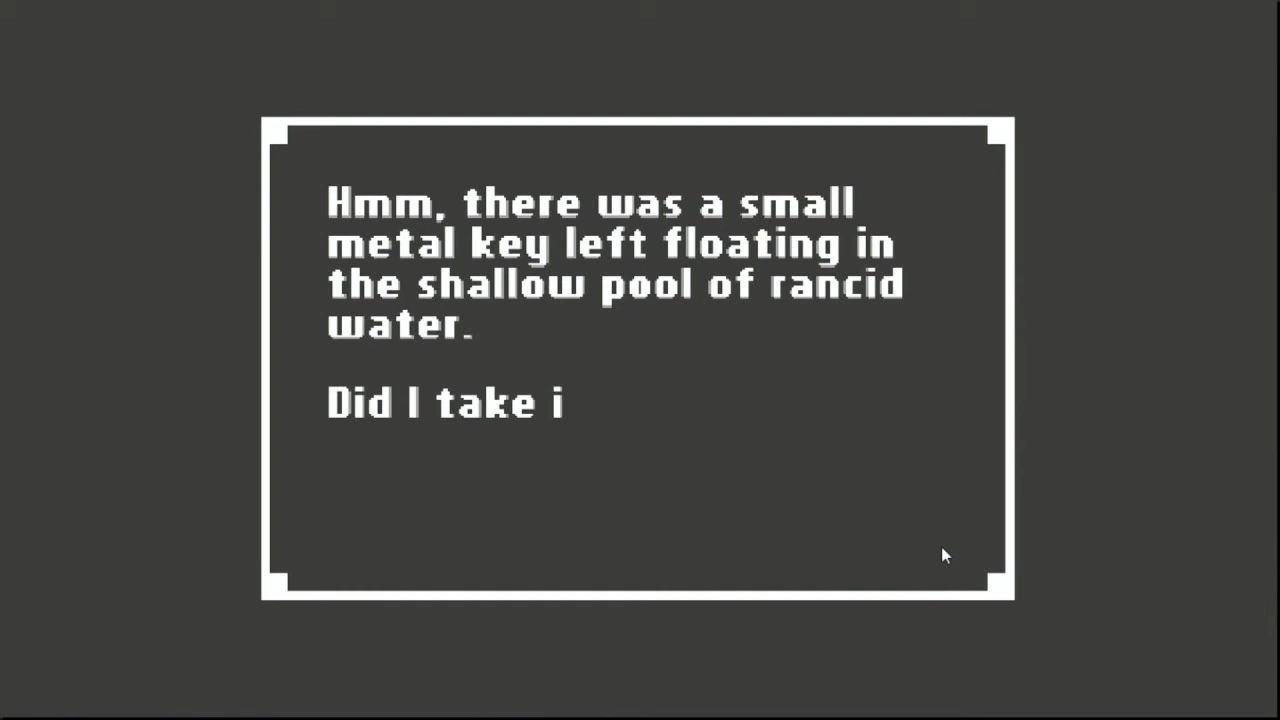 Hmm, there was a small
metal key left floating in
the shallow pool of rancid
water.
Did I take i